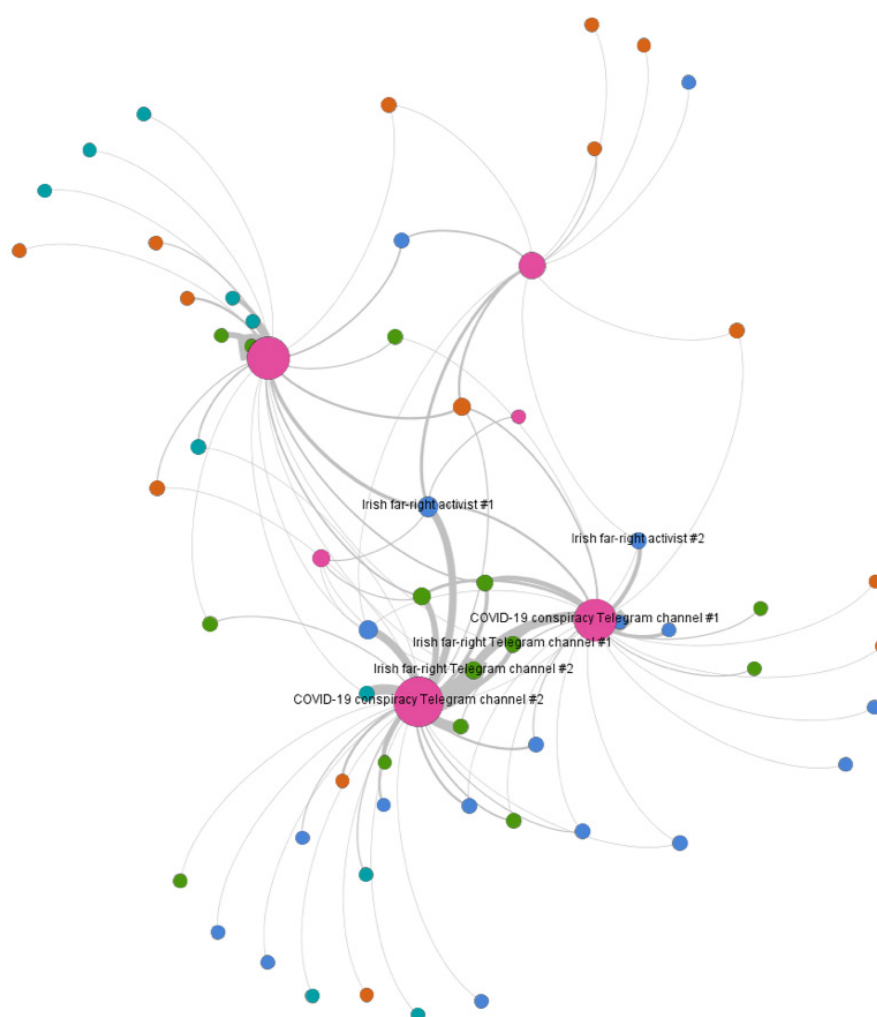 Irish far-right activist #1
Irish far-right activist #2
COVID-19 conspiracy Telegram channel #1
Irish far-right Telegram channel #1
Irish far-right Telegram channel #2
COVID-19 conspiracy Telegram channel #2